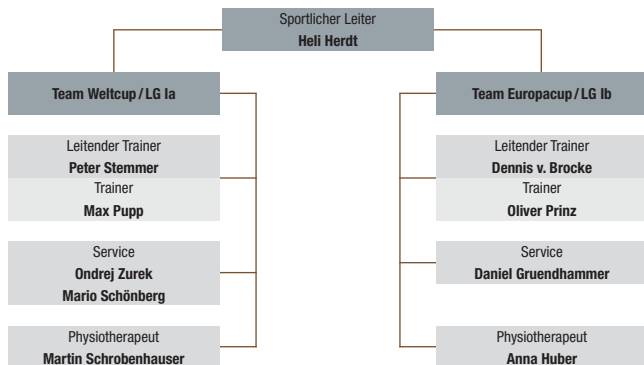 Sportlicher Leiter
Heli Herdt
Team Weltcup / LG Ia
Leitender Trainer
Peter Stemmer
Trainer
Max Pupp
Service
Ondrej Zurek
Mario Schönberg
Physiotherapeut
Martin Schrobenhauser
Team Europacup / LG Ib
Leitender Trainer
Dennis v. Brocke
Trainer
Oliver Prinz
Service
Daniel Gruendhammer
Physiotherapeut
Anna Huber